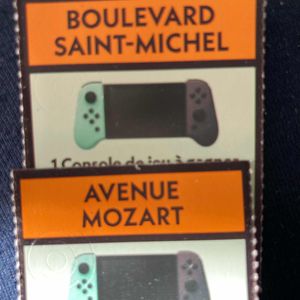 BOULEVARD
SAINT-MICHEL
1 Console de jeu à gagner
AVENUE
MOZART